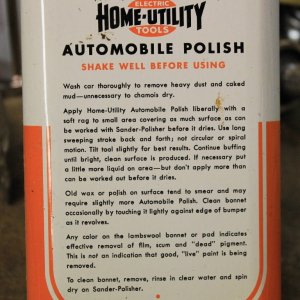 ELECTRIC
HOME-UTILITY
TOOLS
AUTOMOBILE POLISH
SHAKE WELL BEFORE USING
Wash car thoroughly to remove heavy dust and caked
mud—unnecessary to chamois dry.
Apply Home-Utility Automobile Polish liberally with a
soft rag to small area covering as much surface as can
be worked with Sander-Polisher before it dries. Use long
sweeping stroke back and forth; not circular or spiral
motion. Tilt tool slightly for best results. Continue buffing
until bright, clean surface is produced. If necessary put
a little more liquid on area—but don't apply more than
can be worked out before it dries.
Old wax or polish on surface tend to smear and may
require slightly more Automobile Polish. Clean bonnet
occasionally by touching it lightly against edge of bumper
as it revolves.
Any color on the lambswool bonnet or pad indicates
effective removal of film, scum and "dead" pigment.
This is not an indication that good, "live" paint is being
removed.
To clean bonnet, remove, rinse in clear water and spin
dry on Sander-Polisher.